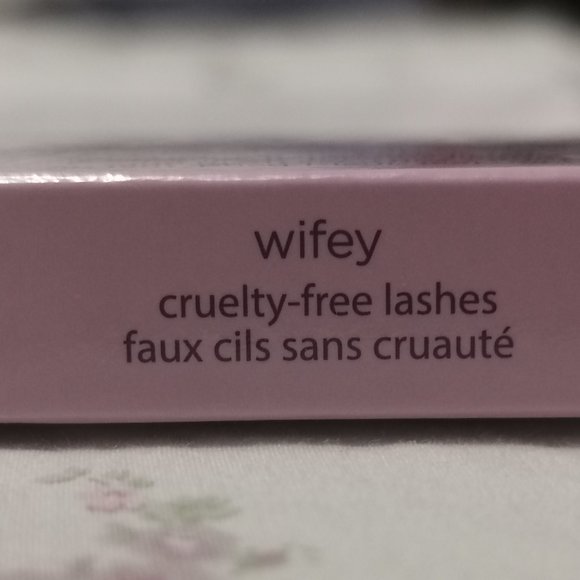 wifey
cruelty-free lashes
faux cils sans cruauté